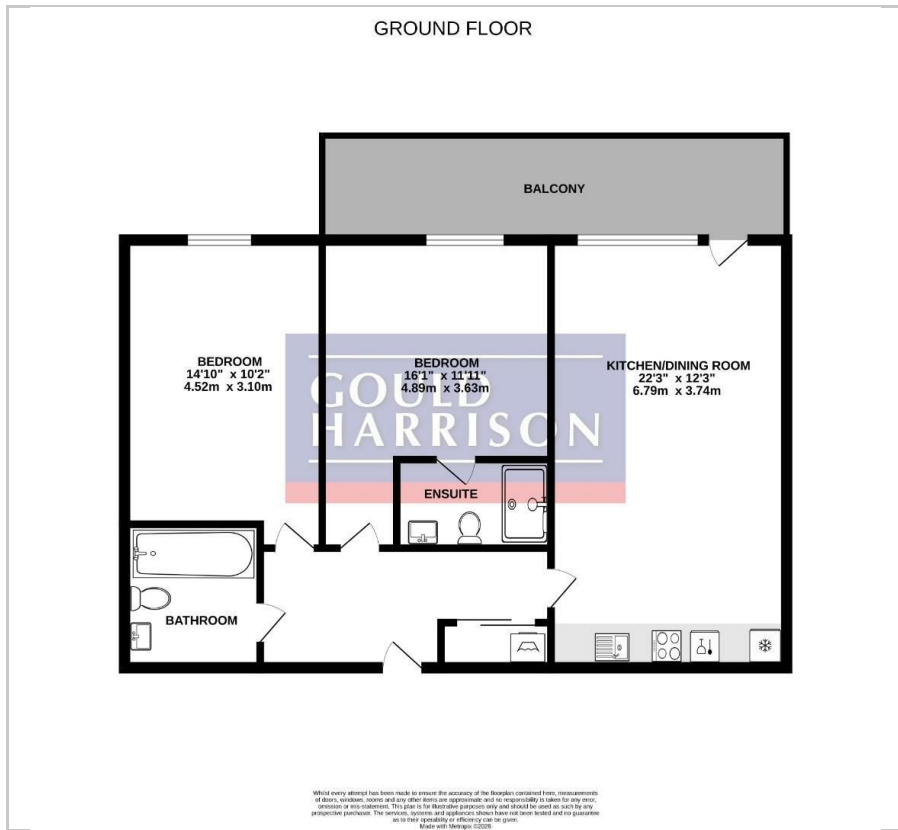 GROUND FLOOR
BALCONY
BEDROOM
14'10" x 10'2"
4.52m x 3.10m
BEDROOM
16'1" x 11'11"
4.89m x 3.63m
KITCHEN/DINING ROOM
22'3" x 12'3"
6.79m x 3.74m
GOULD
HARRISON
ENSUITE
BATHROOM
Whilst every attempt has been made to ensure the accuracy of the floorplan contained here, measurements
of doors, windows, rooms and any other items are approximate and no responsibility is taken for any error,
omission or mis-statement. This plan is for illustrative purposes only and should be used as such by any
prospective purchaser. The services, systems and appliances shown have not been tested and no guarantee
as to their operability or efficiency can be given.
Made with Metropix ©2026